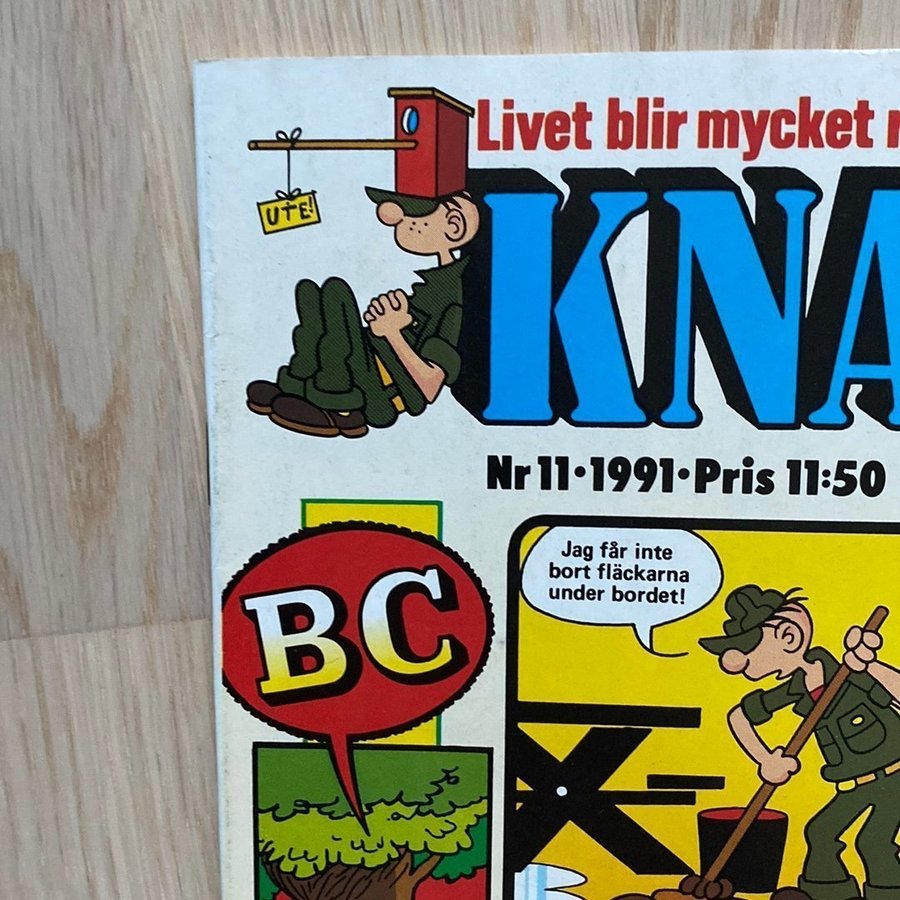 Livet blir mycket
UTE!
KNA
Nr 11•1991•Pris 11:50
BC
Jag får inte
bort fläckarna
under bordet!